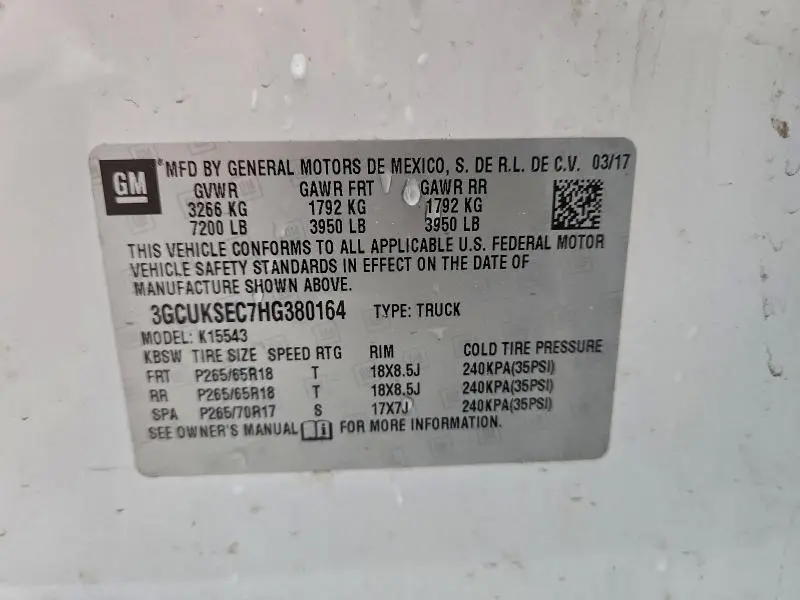 GM
® MFD BY GENERAL MOTORS DE MEXICO, S. DE R.L. DE C.V. 03/17
GVWR GAWR FRT GAWR RR
3266 KG 1792 KG 1792 KG
7200 LB 3950 LB 3950 LB
THIS VEHICLE CONFORMS TO ALL APPLICABLE U.S. FEDERAL MOTOR
VEHICLE SAFETY STANDARDS IN EFFECT ON THE DATE OF
MANUFACTURE SHOWN ABOVE.
3GCUKSEC7HG380164 TYPE: TRUCK
MODEL: K15543
KBSW TIRE SIZE SPEED RTG RIM COLD TIRE PRESSURE
FRT P265/65R18 T 18X8.5J 240KPA(35PSI)
RR P265/65R18 T 18X8.5J 240KPA(35PSI)
SPA P265/70R17 S 17X7J 240KPA(35PSI)
SEE OWNER'S MANUAL i FOR MORE INFORMATION.